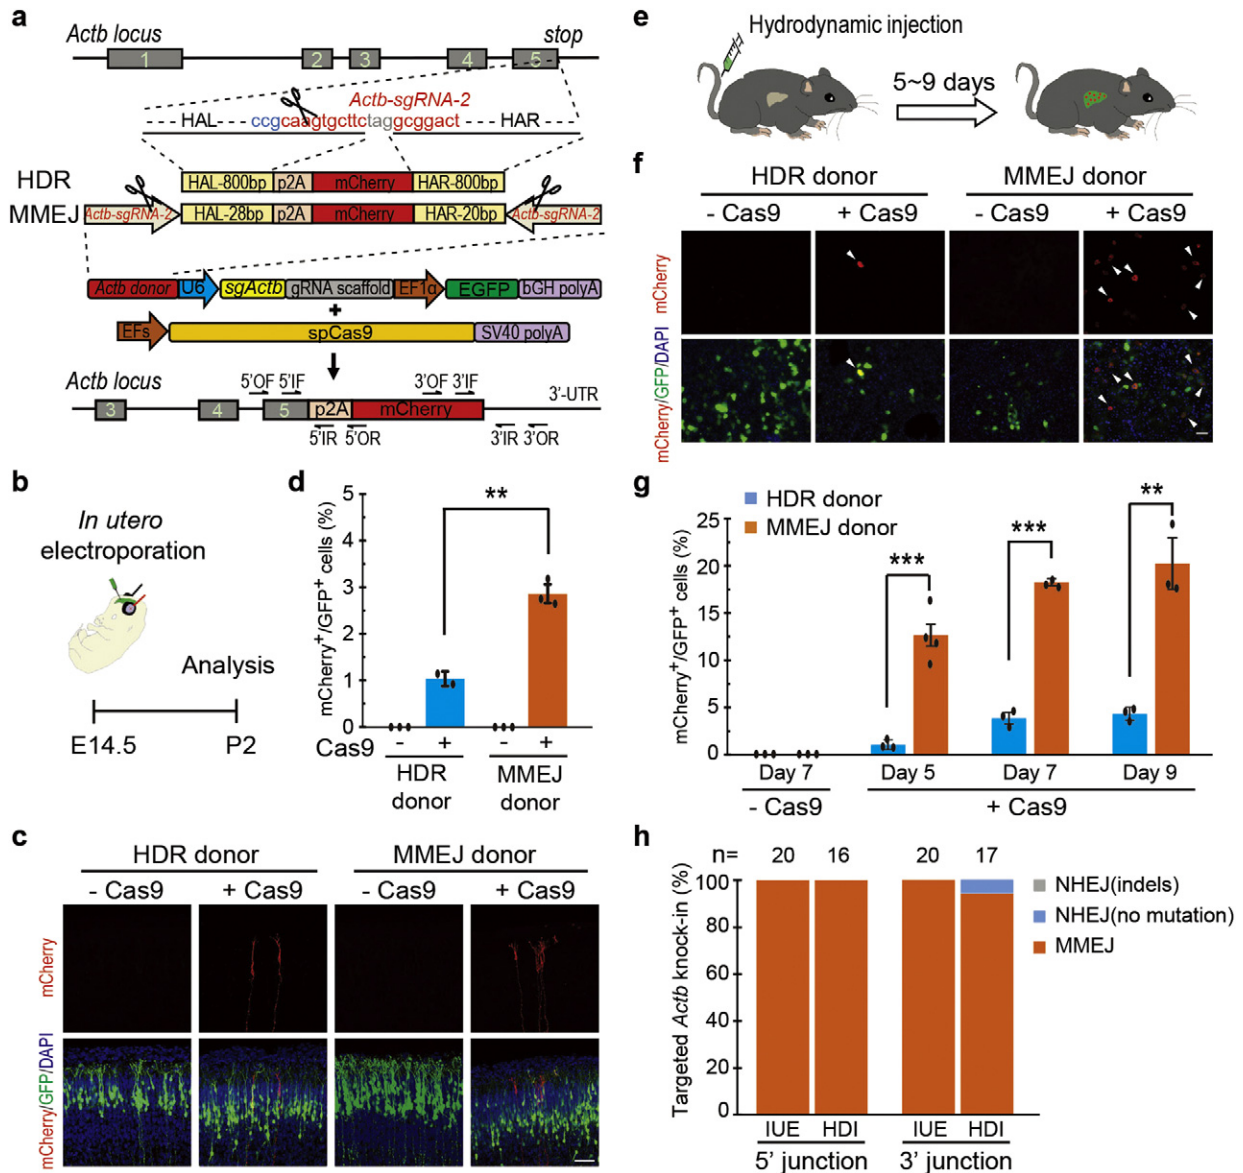 a
Actb locus
stop
1
2
3
4
5
Actb-sgRNA-2
HAL
ccgcaagtgcttctaggcggact
HAR
HDR
HAL-800bp
p2A
mCherry
HAR-800bp
MMEJ
Actb-sgRNA-2
HAL-28bp
p2A
mCherry
HAR-20bp
Actb-sgRNA-2
Actb donor
U6
sgActb
gRNA scaffold
EF1α
EGFP
bGH polyA
+
EFs
spCas9
SV40 polyA
Actb locus
5'OF 5'IF
3'OF 3'IF
3'-UTR
3
4
5
p2A
mCherry
5'IR 5'OR
3'IR 3'OR
b
In utero
electroporation
Analysis
E14.5
P2
c
HDR donor
MMEJ donor
- Cas9
+ Cas9
- Cas9
+ Cas9
mCherry
mCherry/GFP/DAPI
d
mCherry+/GFP+ cells (%)
5
4
3
2
1
0
**
Cas9
-
+
-
+
HDR
donor
MMEJ
donor
e
Hydrodynamic injection
5~9 days
f
HDR donor
MMEJ donor
- Cas9
+ Cas9
- Cas9
+ Cas9
mCherry
mCherry/GFP/DAPI
g
HDR donor
MMEJ donor
mCherry+/GFP+ cells (%)
25
20
15
10
5
0
***
***
**
Day 7
Day 5
Day 7
Day 9
- Cas9
+ Cas9
h
n=
20
16
20
17
Targeted Actb knock-in (%)
100
80
60
40
20
0
NHEJ(indels)
NHEJ(no mutation)
MMEJ
IUE
HDI
IUE
HDI
5' junction
3' junction